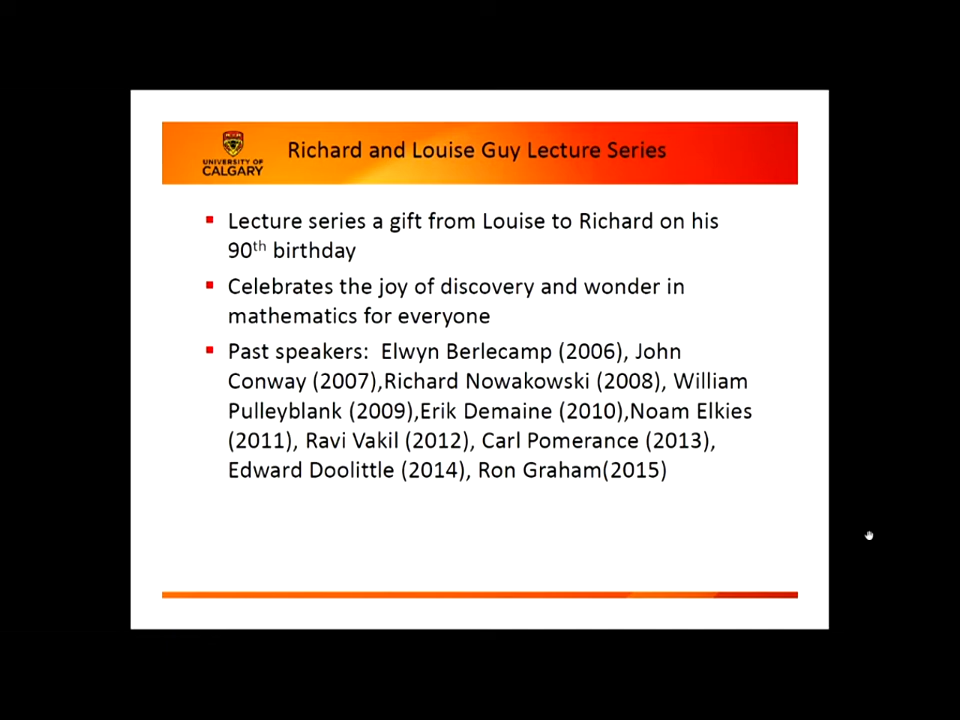 UNIVERSITY OF
CALGARY
Richard and Louise Guy Lecture Series
Lecture series a gift from Louise to Richard on his
90th birthday
Celebrates the joy of discovery and wonder in
mathematics for everyone
Past speakers:  Elwyn Berlecamp (2006), John
Conway (2007),Richard Nowakowski (2008), William
Pulleyblank (2009),Erik Demaine (2010),Noam Elkies
(2011), Ravi Vakil (2012), Carl Pomerance (2013),
Edward Doolittle (2014), Ron Graham(2015)